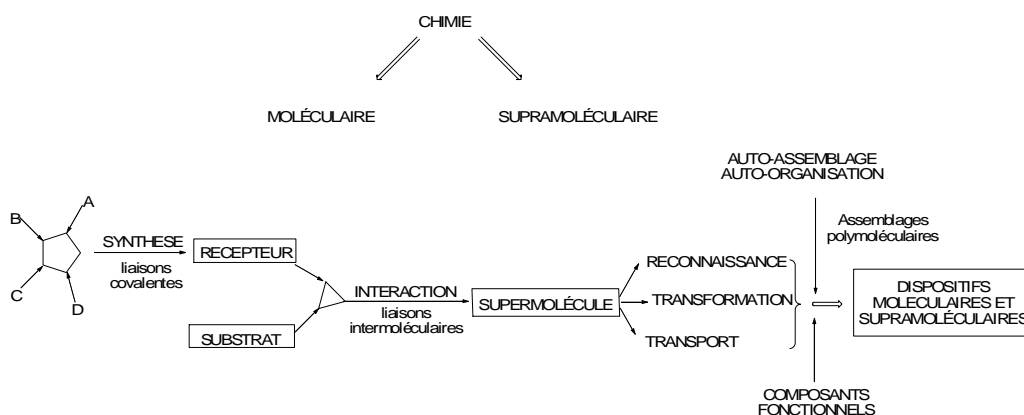 CHIMIE
MOLÉCULAIRE
SUPRAMOLÉCULAIRE
AUTO-ASSEMBLAGE
AUTO-ORGANISATION
A
B
C
D
SYNTHESE
liaisons
covalentes
RECEPTEUR
SUBSTRAT
INTERACTION
liaisons
intermoléculaires
SUPERMOLÉCULE
RECONNAISSANCE
TRANSFORMATION
TRANSPORT
Assemblages
polymoléculaires
DISPOSITIFS
MOLECULAIRES ET
SUPRAMOLÉCULAIRES
COMPOSANTS
FONCTIONNELS